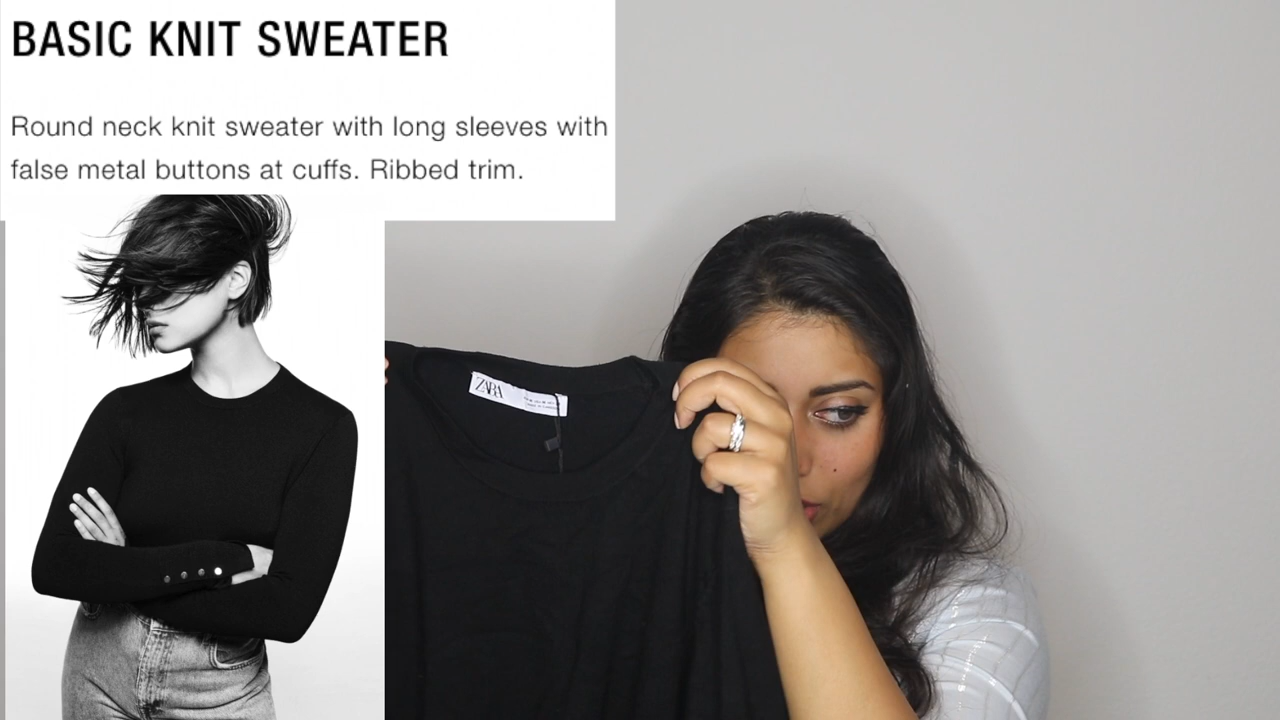 BASIC KNIT SWEATER
Round neck knit sweater with long sleeves with
false metal buttons at cuffs. Ribbed trim.
ZARA